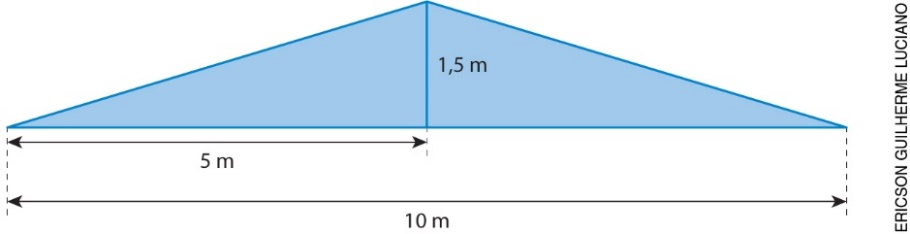 1,5 m
5 m
10 m
ERICSON GUILHERME LUCIANO